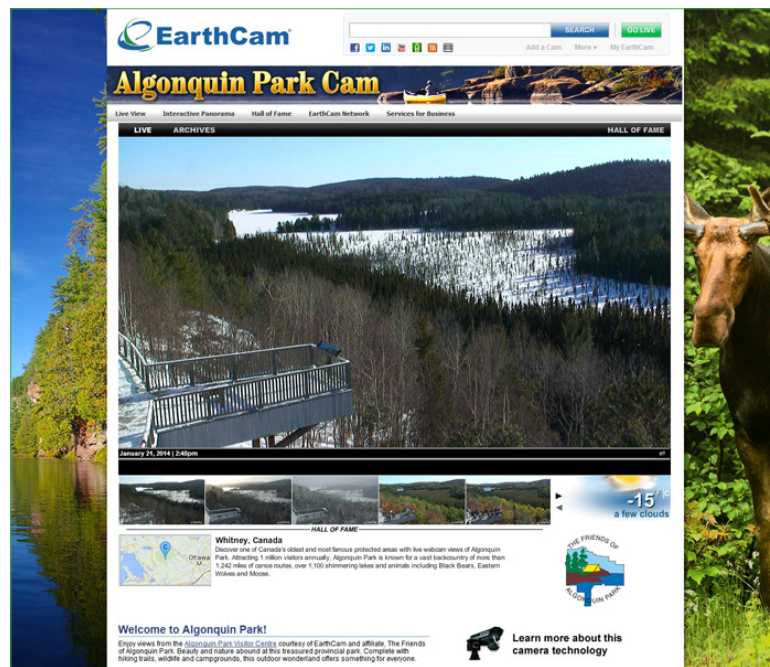 EarthCam
SEARCH
GO LIVE
Add a Cam More ▾ My EarthCam
Algonquin Park Cam
Live View Interactive Panorama Hall of Fame EarthCam Network Services for Business
LIVE ARCHIVES HALL OF FAME
January 21, 2014 | 2:48pm
HALL OF FAME
-15 °F|C
a few clouds
Whitney, Canada
Discover one of Canada's oldest and most famous protected areas with live webcam views of Algonquin
Park. Attracting 1 million visitors annually, Algonquin Park is known for a vast backcountry of more than
1,242 miles of canoe routes, over 1,100 shimmering lakes and animals including Black Bears, Eastern
Wolves and Moose.
Ottawa
THE FRIENDS OF
ALGONQUIN PARK
Welcome to Algonquin Park!
Enjoy views from the Algonquin Park Visitor Centre courtesy of EarthCam and affiliate, The Friends
of Algonquin Park. Beauty and nature abound at this treasured provincial park. Complete with
hiking trails, wildlife and campgrounds, this outdoor wonderland offers something for everyone.
Learn more about this
camera technology